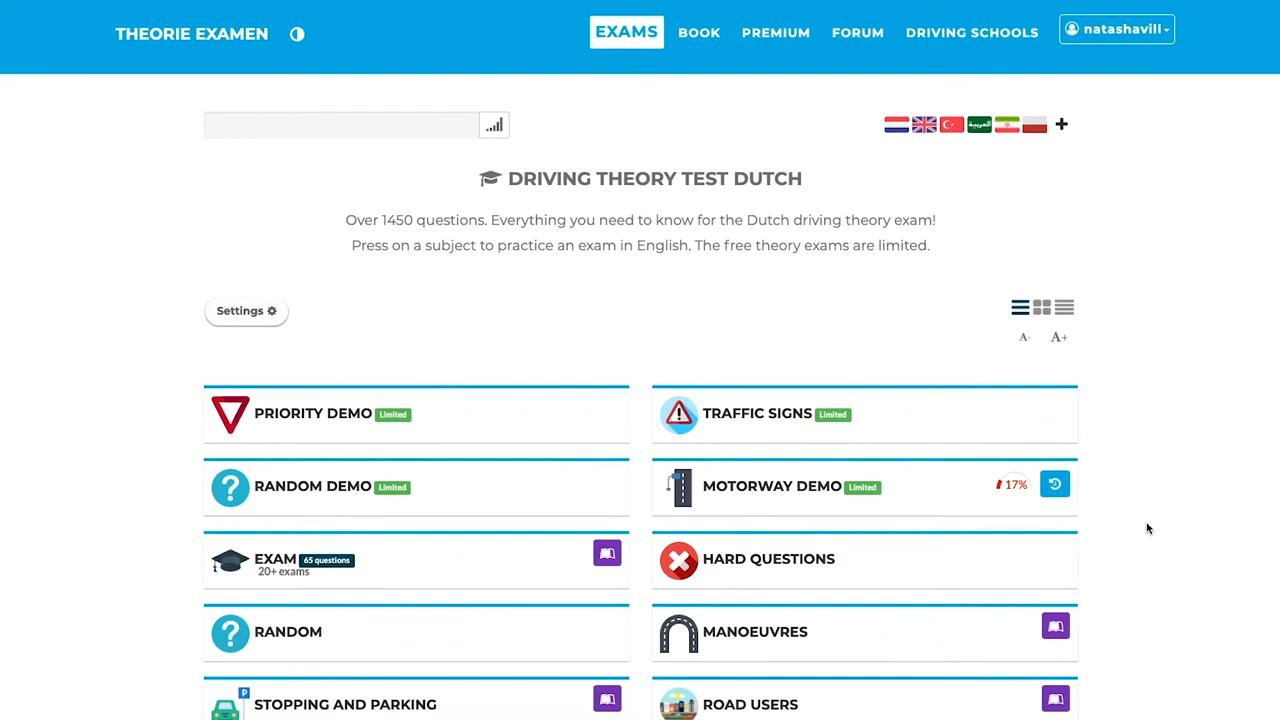 THEORIE EXAMEN
EXAMS
BOOK
PREMIUM
FORUM
DRIVING SCHOOLS
natashavill
العربية
DRIVING THEORY TEST DUTCH
Over 1450 questions. Everything you need to know for the Dutch driving theory exam!
Press on a subject to practice an exam in English. The free theory exams are limited.
Settings
A-
A+
PRIORITY DEMO Limited
TRAFFIC SIGNS Limited
RANDOM DEMO Limited
MOTORWAY DEMO Limited
17%
EXAM 65 questions
20+ exams
HARD QUESTIONS
RANDOM
MANOEUVRES
P
STOPPING AND PARKING
ROAD USERS